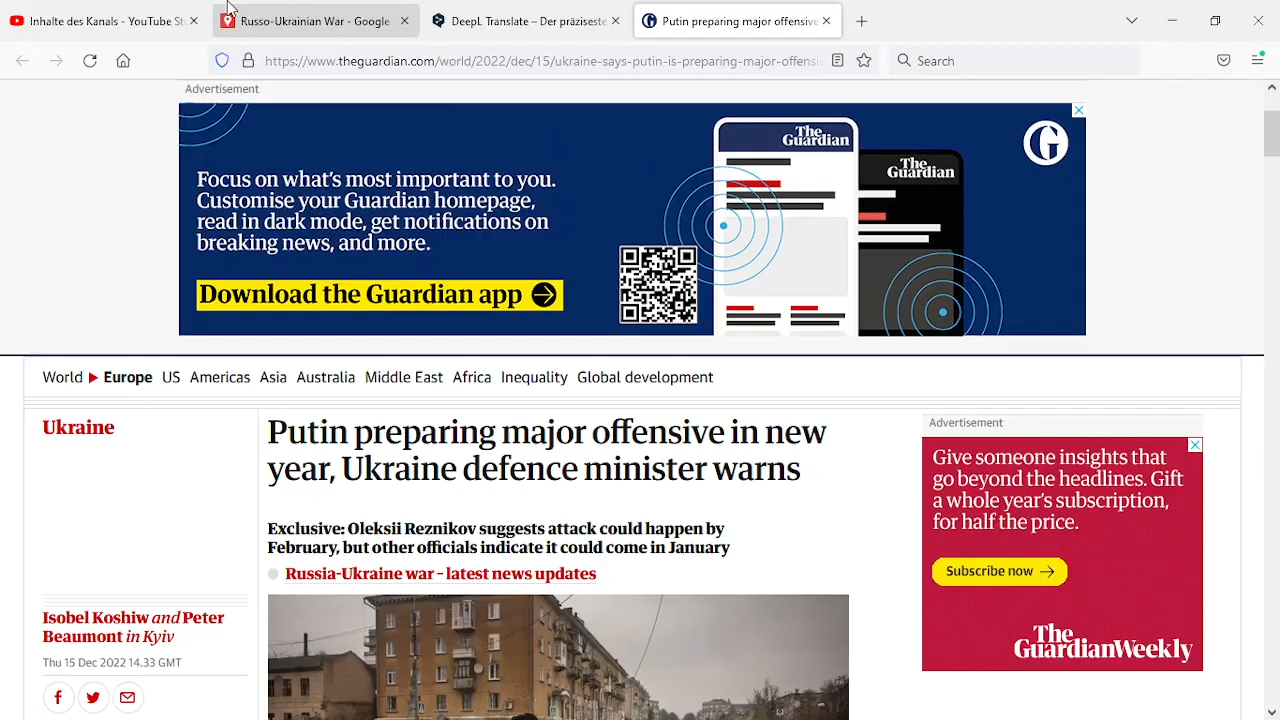 Inhalte des Kanals - YouTube St
Russo-Ukrainian War - Google
DeepL Translate – Der präziseste
Putin preparing major offensive
https://www.theguardian.com/world/2022/dec/15/ukraine-says-putin-is-preparing-major-offens
Search
Advertisement
Focus on what's most important to you.
Customise your Guardian homepage,
read in dark mode, get notifications on
breaking news, and more.
Download the Guardian app
The
Guardian
The
Guardian
G
World Europe US Americas Asia Australia Middle East Africa Inequality Global development
Ukraine
Putin preparing major offensive in new
year, Ukraine defence minister warns
Exclusive: Oleksii Reznikov suggests attack could happen by
February, but other officials indicate it could come in January
Russia-Ukraine war – latest news updates
Isobel Koshiw and Peter
Beaumont in Kyiv
Thu 15 Dec 2022 14.33 GMT
Advertisement
Give someone insights that
go beyond the headlines. Gift
a whole year's subscription,
for half the price.
Subscribe now
The
GuardianWeekly